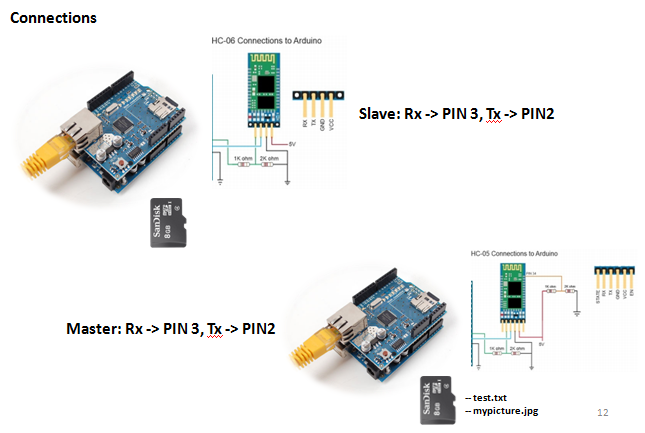 Connections
HC-06 Connections to Arduino
RX
TX
GND
VCC
Slave: Rx -> PIN 3, Tx -> PIN2
5V
1K ohm
2K ohm
SanDisk
8GB
HC-05 Connections to Arduino
PIN 34
STATE
RX
TX
GND
VCC
EN
Master: Rx -> PIN 3, Tx -> PIN2
1K ohm
2K ohm
5V
SanDisk
8GB
-- test.txt
-- mypicture.jpg
12